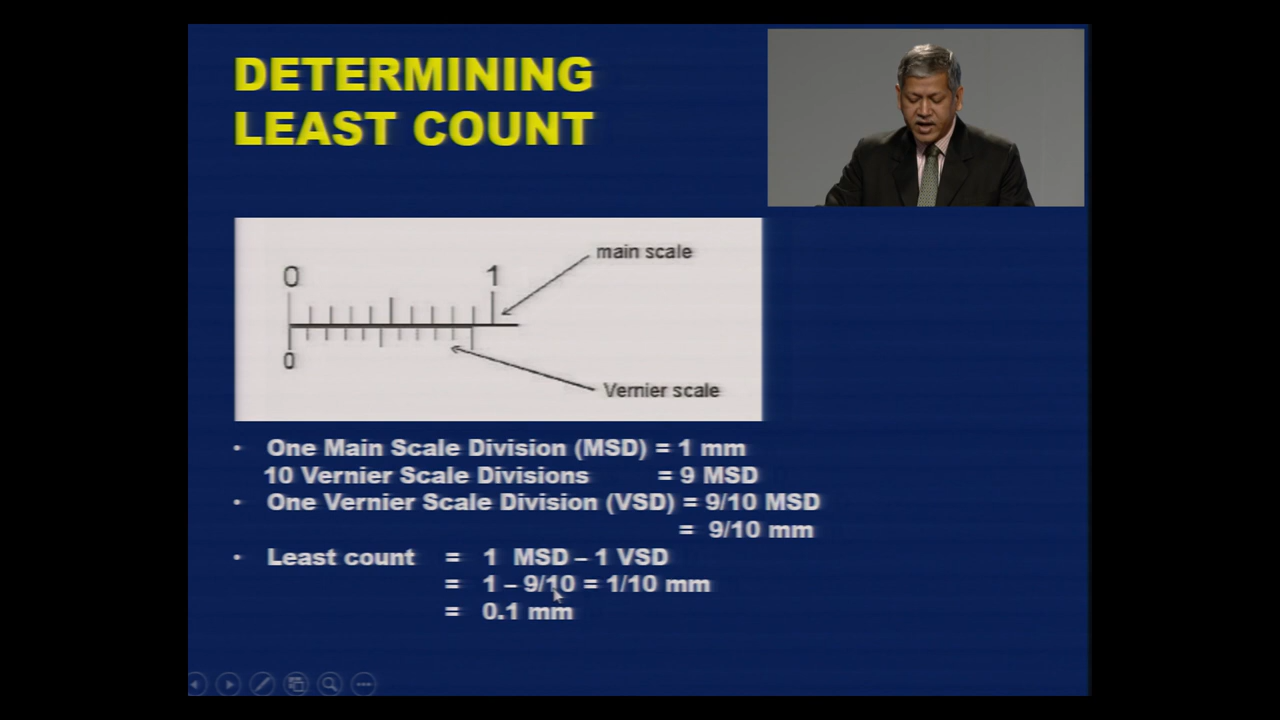 DETERMINING
LEAST COUNT
main scale
0 1
0
Vernier scale
• One Main Scale Division (MSD) = 1 mm
10 Vernier Scale Divisions = 9 MSD
• One Vernier Scale Division (VSD) = 9/10 MSD
= 9/10 mm
• Least count = 1 MSD – 1 VSD
= 1 – 9/10 = 1/10 mm
= 0.1 mm